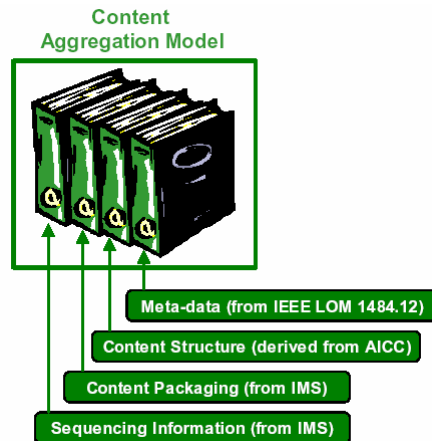 Content
Aggregation Model
Meta-data (from IEEE LOM 1484.12)
Content Structure (derived from AICC)
Content Packaging (from IMS)
Sequencing Information (from IMS)